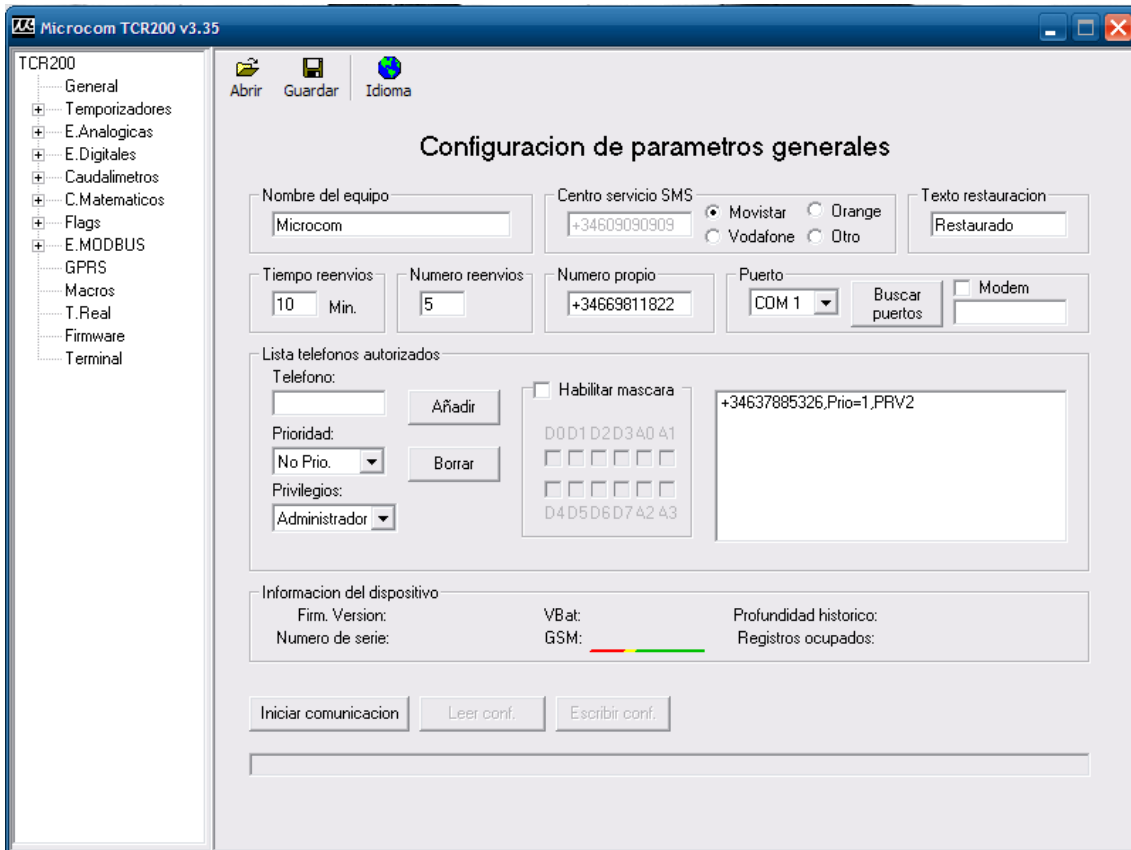 Microcom TCR200 v3.35
TCR200
General
Temporizadores
E.Analogicas
E.Digitales
Caudalimetros
C.Matematicos
Flags
E.MODBUS
GPRS
Macros
T.Real
Firmware
Terminal
Abrir Guardar Idioma
Configuracion de parametros generales
Nombre del equipo
Microcom
Centro servicio SMS
+34609090909
Movistar Orange
Vodafone Otro
Texto restauracion
Restaurado
Tiempo reenvios
10 Min.
Numero reenvios
5
Numero propio
+34669811822
Puerto
COM 1
Buscar
puertos
Modem
Lista telefonos autorizados
Telefono:
Añadir
Prioridad:
No Prio.
Borrar
Privilegios:
Administrador
Habilitar mascara
D0 D1 D2 D3 A0 A1
D4 D5 D6 D7 A2 A3
+34637885326,Prio=1,PRV2
Informacion del dispositivo
Firm. Version: VBat: Profundidad historico:
Numero de serie: GSM: Registros ocupados:
Iniciar comunicacion Leer conf. Escribir conf.